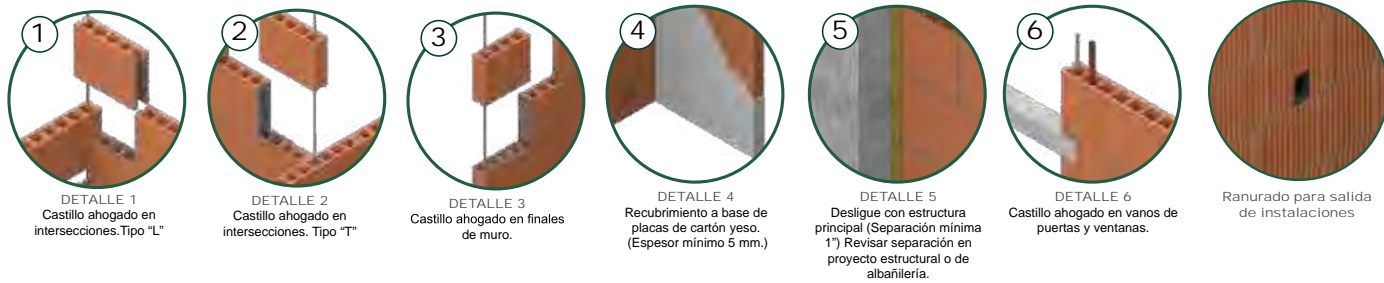 1
DETALLE 1
Castillo ahogado en
intersecciones.Tipo “L”
2
DETALLE 2
Castillo ahogado en
intersecciones. Tipo “T”
3
DETALLE 3
Castillo ahogado en finales
de muro.
4
DETALLE 4
Recubrimiento a base de
placas de cartón yeso.
(Espesor mínimo 5 mm.)
5
DETALLE 5
Desligue con estructura
principal (Separación mínima
1”) Revisar separación en
proyecto estructural o de
albañilería.
6
DETALLE 6
Castillo ahogado en vanos de
puertas y ventanas.
Ranurado para salida
de instalaciones